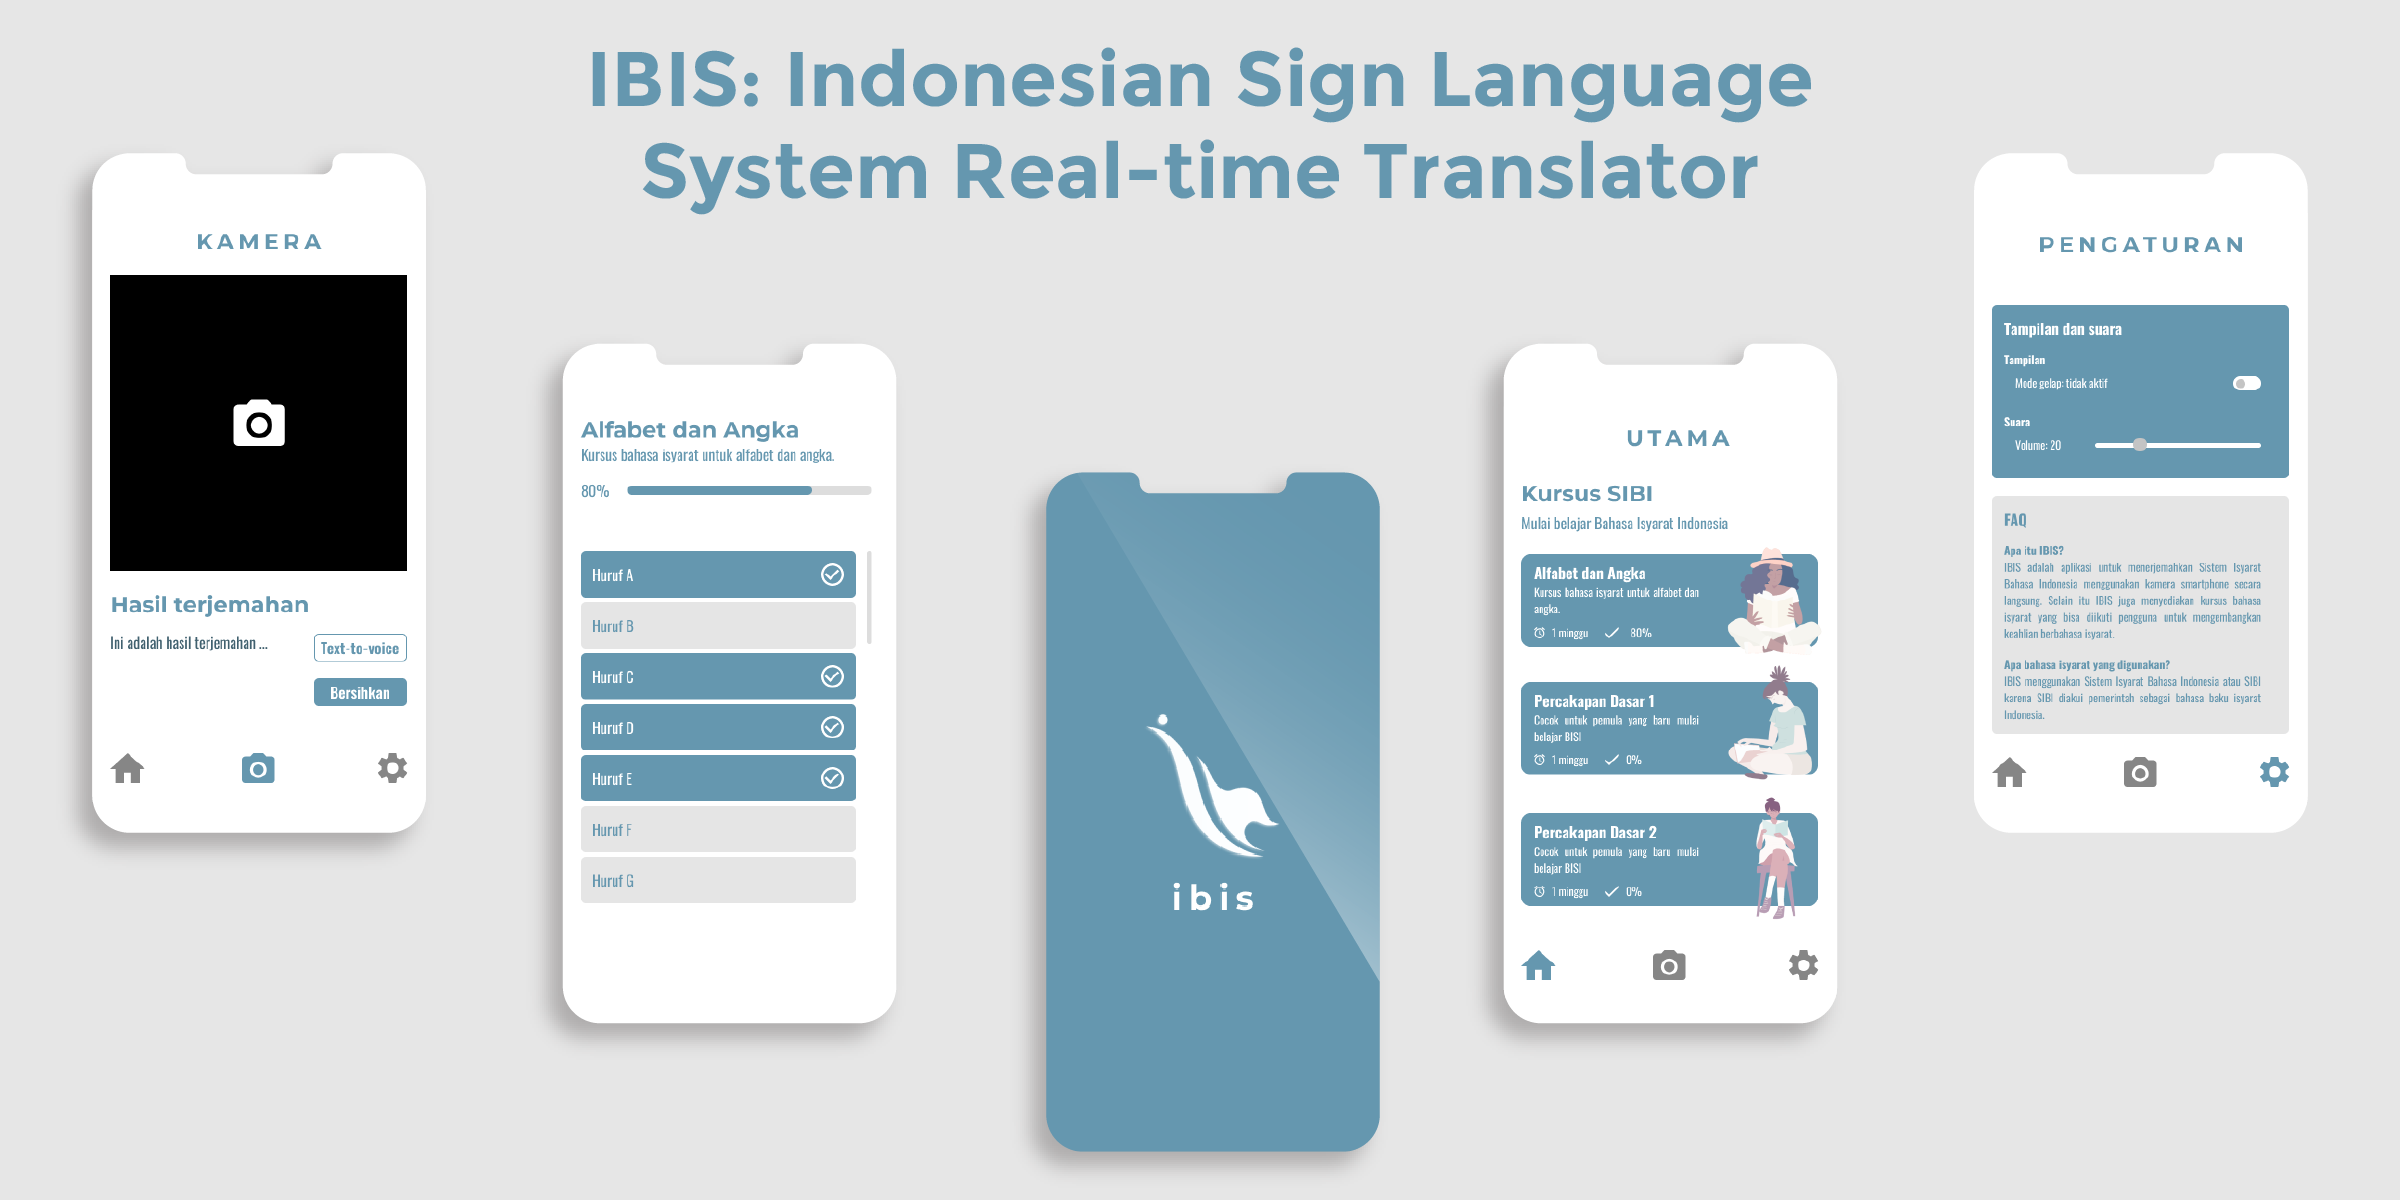 IBIS: Indonesian Sign Language
System Real-time Translator
KAMERA
Hasil terjemahan
Ini adalah hasil terjemahan ...
Text-to-voice
Bersihkan
Alfabet dan Angka
Kursus bahasa isyarat untuk alfabet dan angka.
80%
Huruf A
Huruf B
Huruf C
Huruf D
Huruf E
Huruf F
Huruf G
ibis
UTAMA
Kursus SIBI
Mulai belajar Bahasa Isyarat Indonesia
Alfabet dan Angka
Kursus bahasa isyarat untuk alfabet dan
angka.
1 minggu 80%
Percakapan Dasar 1
Cocok untuk pemula yang baru mulai
belajar BISI
1 minggu 0%
Percakapan Dasar 2
Cocok untuk pemula yang baru mulai
belajar BISI
1 minggu 0%
PENGATURAN
Tampilan dan suara
Tampilan
Mode gelap: tidak aktif
Suara
Volume: 20
FAQ
Apa itu IBIS?
IBIS adalah aplikasi untuk menerjemahkan Sistem Isyarat
Bahasa Indonesia menggunakan kamera smartphone secara
langsung. Selain itu IBIS juga menyediakan kursus bahasa
isyarat yang bisa diikuti pengguna untuk mengembangkan
keahlian berbahasa isyarat.
Apa bahasa isyarat yang digunakan?
IBIS menggunakan Sistem Isyarat Bahasa Indonesia atau SIBI
karena SIBI diakui pemerintah sebagai bahasa baku isyarat
Indonesia.